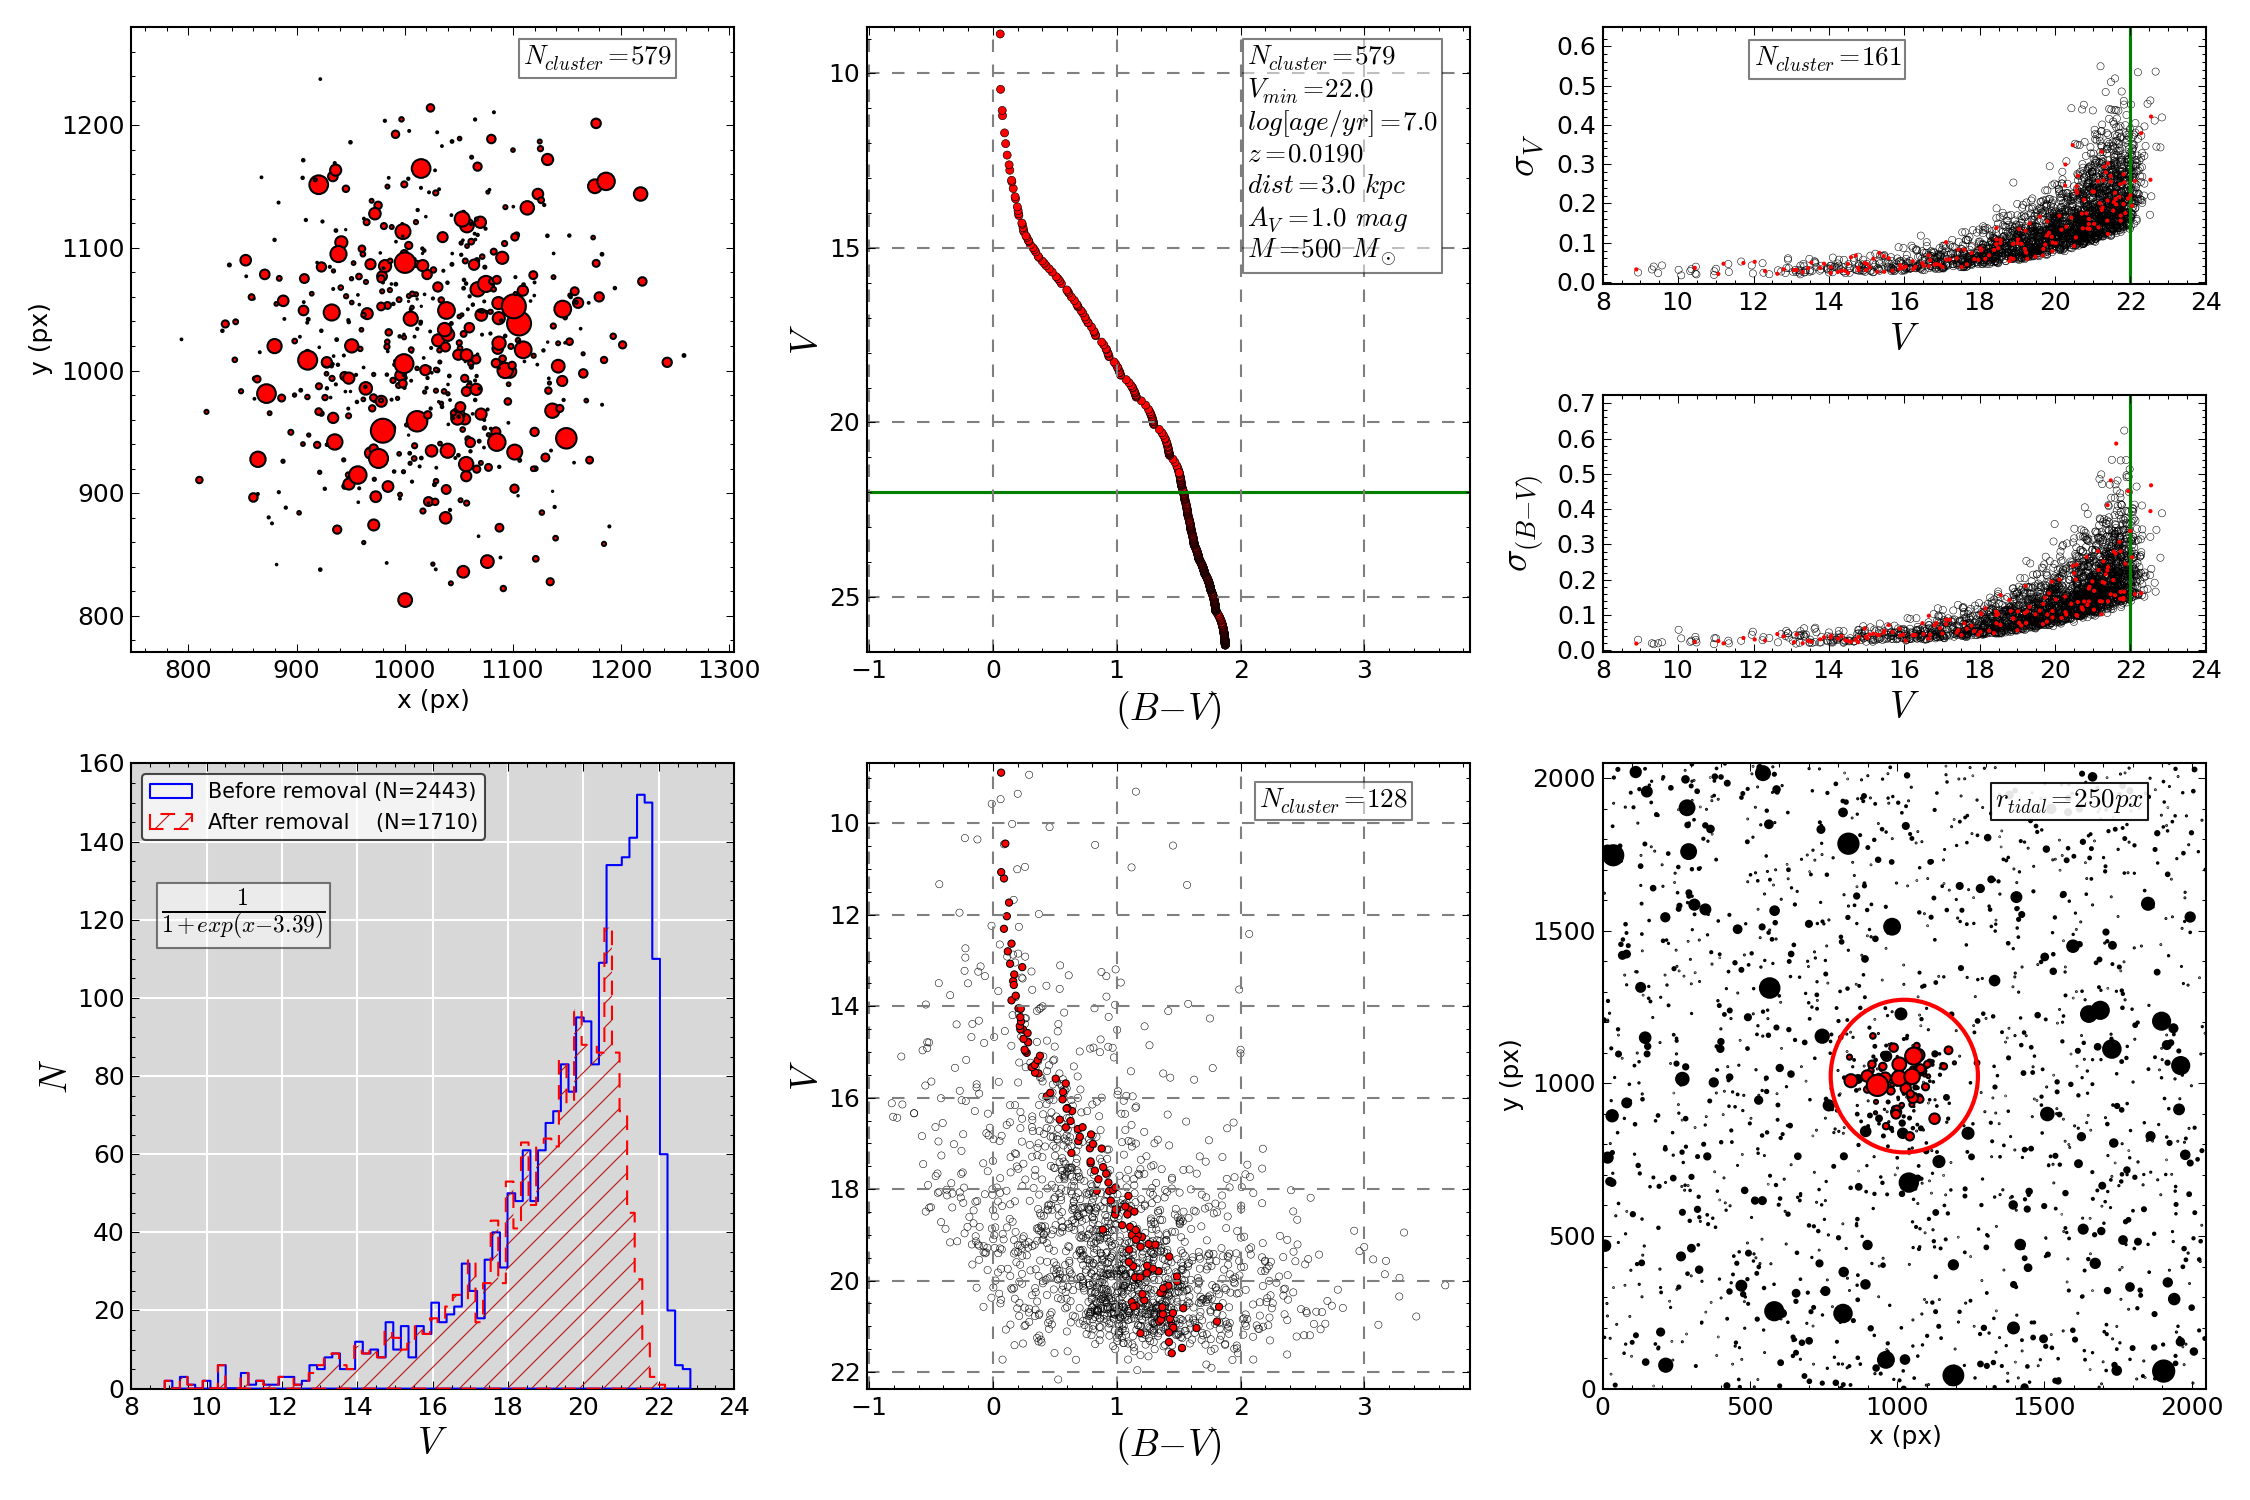 N_cluster=579
1200
1100
1000
900
800
y (px)
800 900 1000 1100 1200 1300
x (px)
N_cluster=579
V_min=22.0
log[age/yr]=7.0
z=0.0190
dist=3.0 kpc
A_V=1.0 mag
M=500 M_⊙
10
15
20
25
V
−1 0 1 2 3
(B−V)
N_cluster=161
0.6
0.5
0.4
0.3
0.2
0.1
0.0
σ_V
8 10 12 14 16 18 20 22 24
V
0.7
0.6
0.5
0.4
0.3
0.2
0.1
0.0
σ_(B−V)
8 10 12 14 16 18 20 22 24
V
Before removal (N=2443)
After removal (N=1710)
1
1+exp(x−3.39)
160
140
120
100
80
60
40
20
0
N
8 10 12 14 16 18 20 22 24
V
N_cluster=128
10
12
14
16
18
20
22
V
−1 0 1 2 3
(B−V)
r_tidal=250px
2000
1500
1000
500
0
y (px)
0 500 1000 1500 2000
x (px)